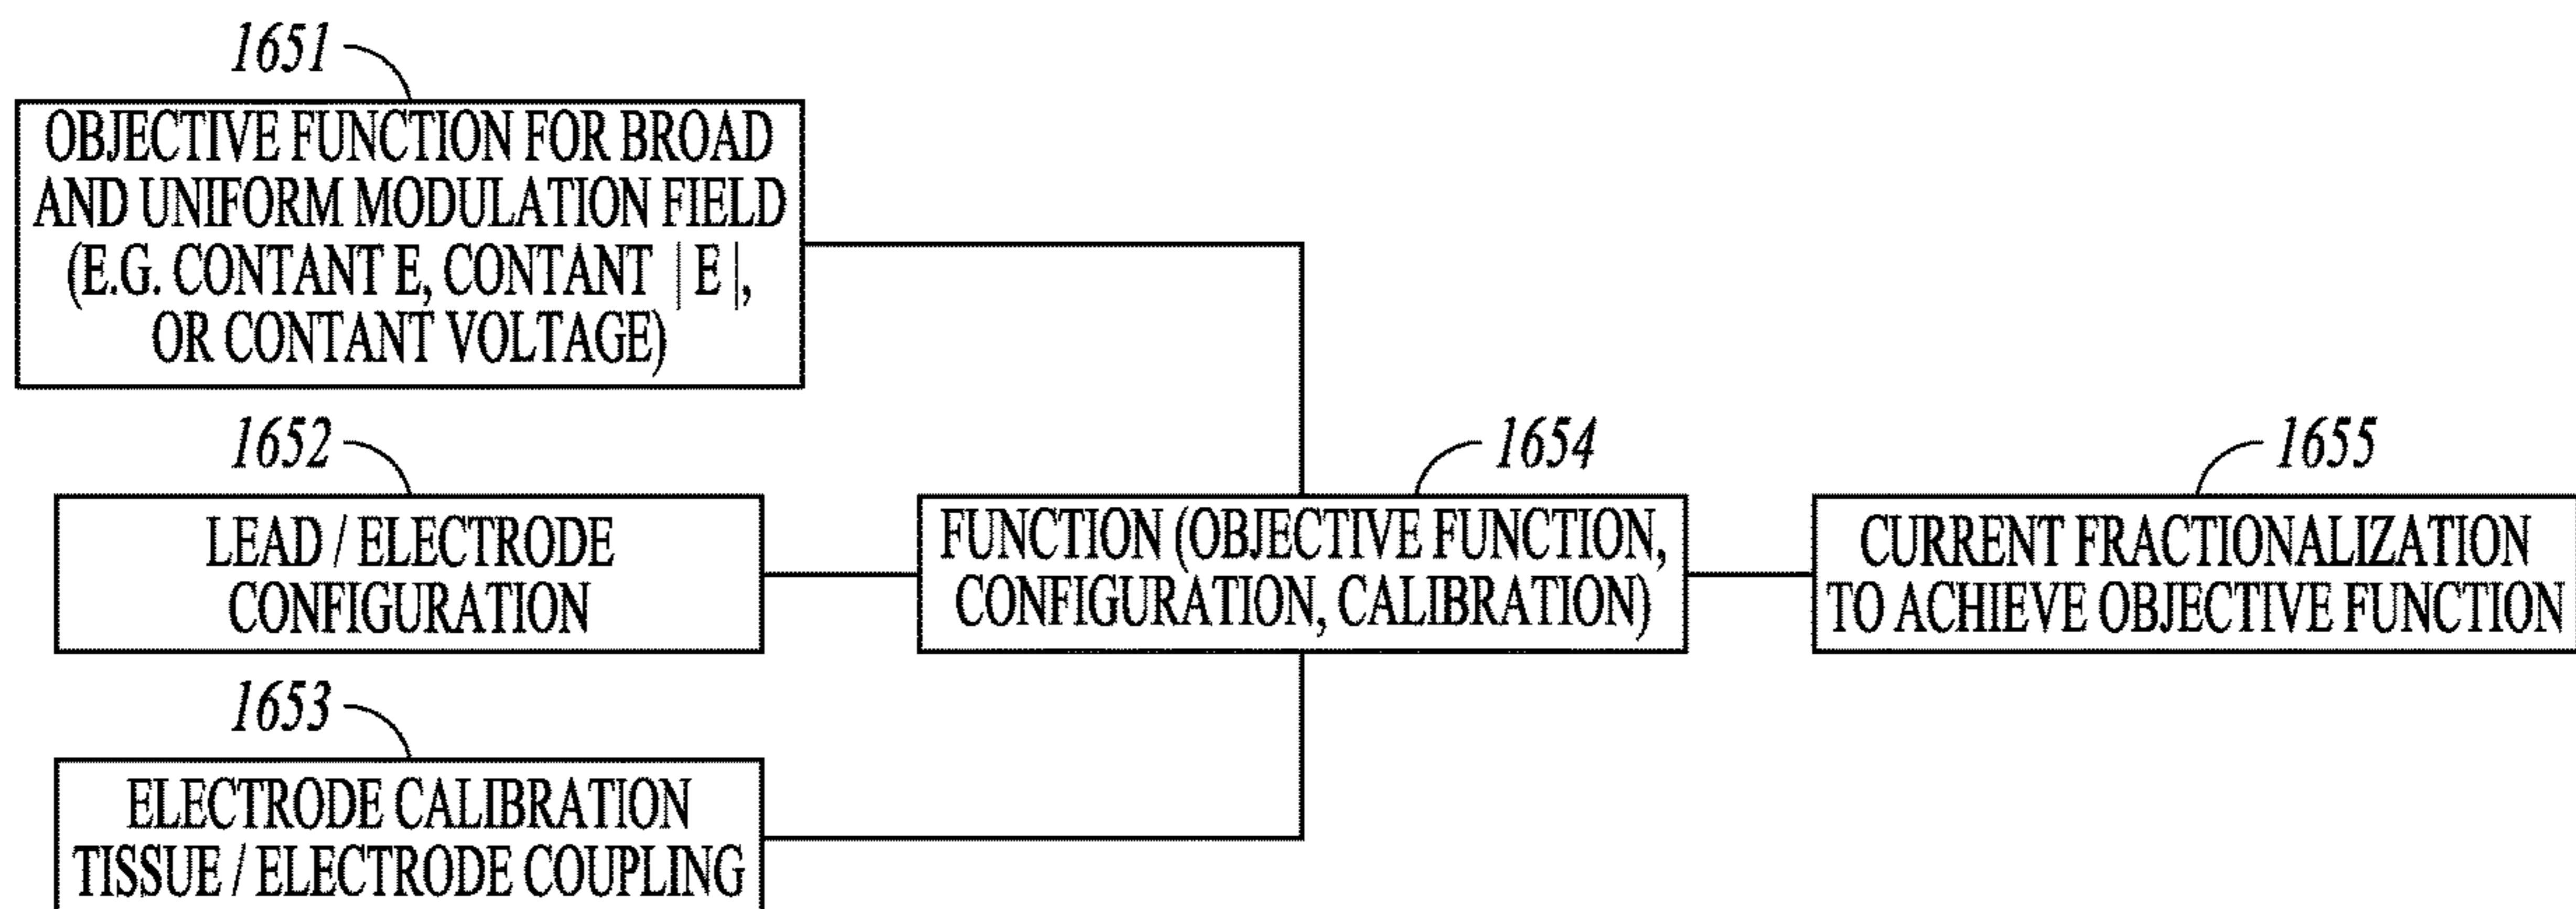 1651
OBJECTIVE FUNCTION FOR BROAD
AND UNIFORM MODULATION FIELD
(E.G. CONTANT E, CONTANT | E |,
OR CONTANT VOLTAGE)
1652
LEAD / ELECTRODE
CONFIGURATION
1653
ELECTRODE CALIBRATION
TISSUE / ELECTRODE COUPLING
1654
FUNCTION (OBJECTIVE FUNCTION,
CONFIGURATION, CALIBRATION)
1655
CURRENT FRACTIONALIZATION
TO ACHIEVE OBJECTIVE FUNCTION